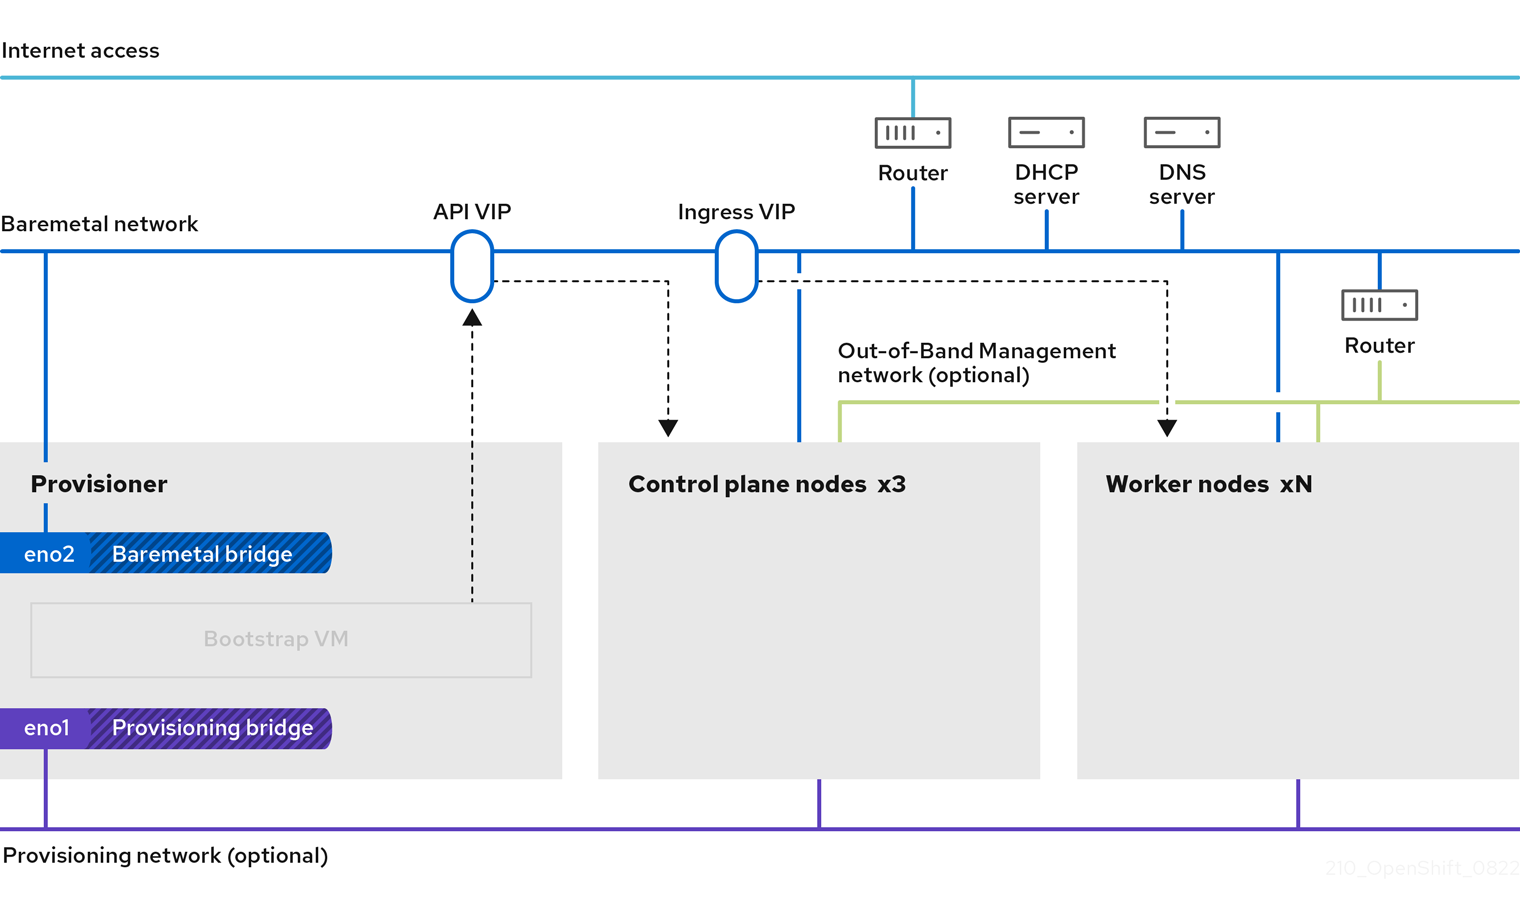 Internet access
Router
DHCP
server
DNS
server
Baremetal network
API VIP
Ingress VIP
Router
Out-of-Band Management
network (optional)
Provisioner
eno2
Baremetal bridge
Bootstrap VM
eno1
Provisioning bridge
Control plane nodes x3
Worker nodes xN
Provisioning network (optional)
210_OpenShift_0822